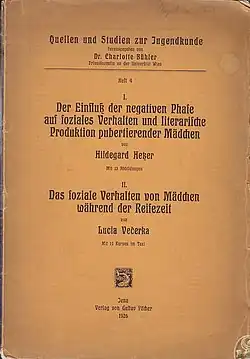 Quellen und Studien zur Jugendkunde
Herausgegeben von
Dr. Charlotte Bühler
Privatdozentin an der Universität Wien
Heft 4
I.
Der Einfluß der negativen Phase
auf soziales Verhalten und literarische
Produktion pubertierender Mädchen
von
Hildegard Hetzer
Mit 22 Abbildungen
II.
Das soziale Verhalten von Mädchen
während der Reifezeit
von
Lucia Večerka
Mit 15 Kurven im Text
Jena
Verlag von Gustav Fischer
1926